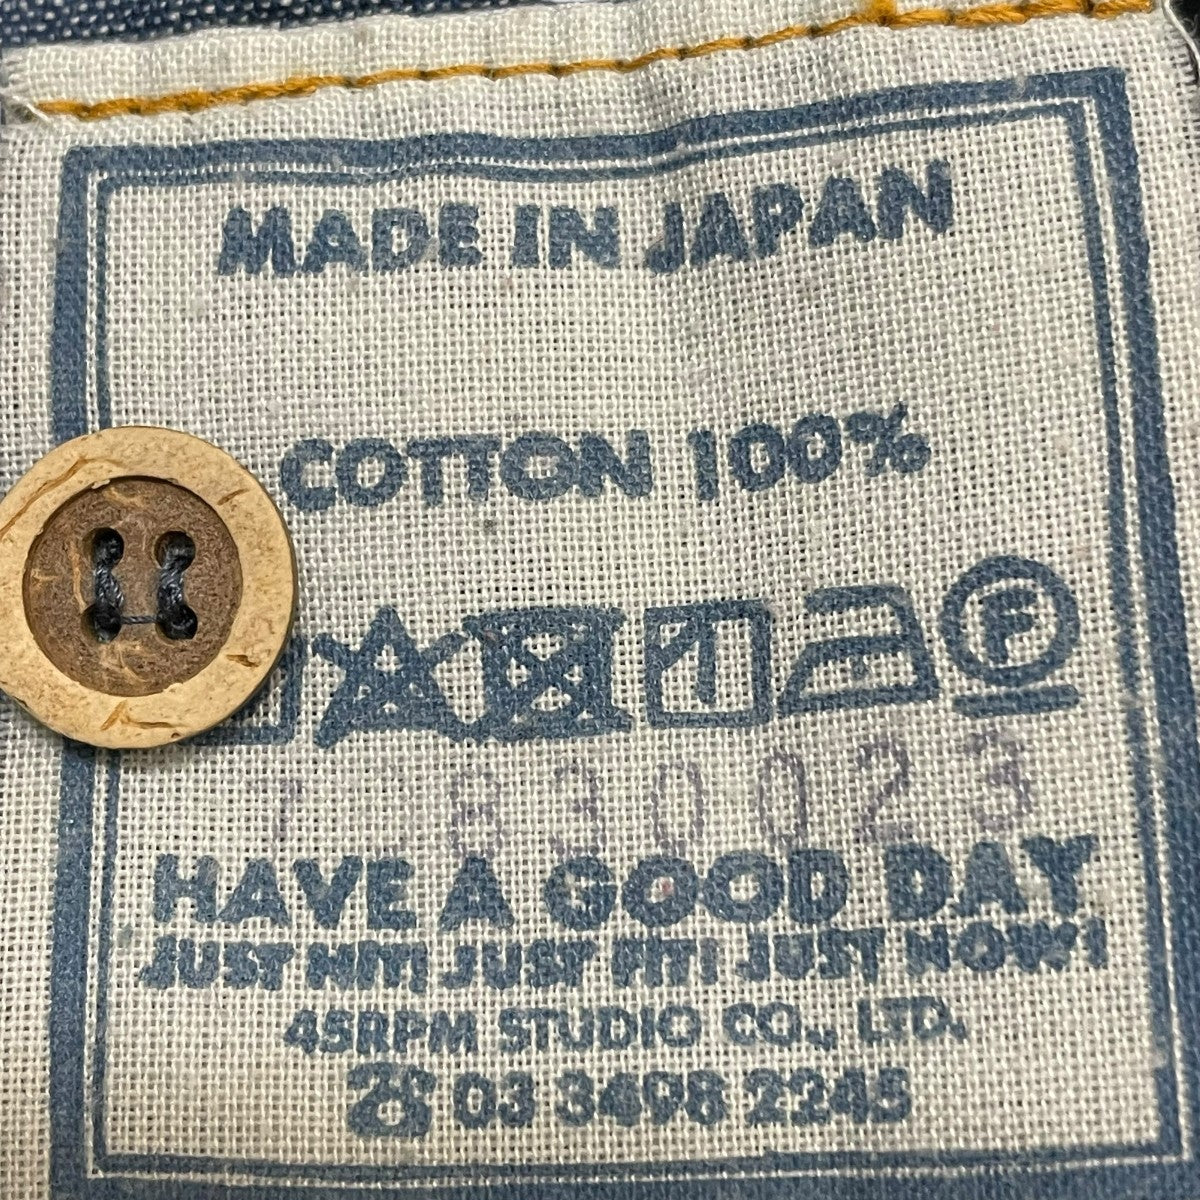 MADE IN JAPAN
COTTON 100%
F
HAVE A GOOD DAY
JUST HIT! JUST FIT! JUST NOW!
45RPM STUDIO CO., LTD.
☎ 03 3498 2245